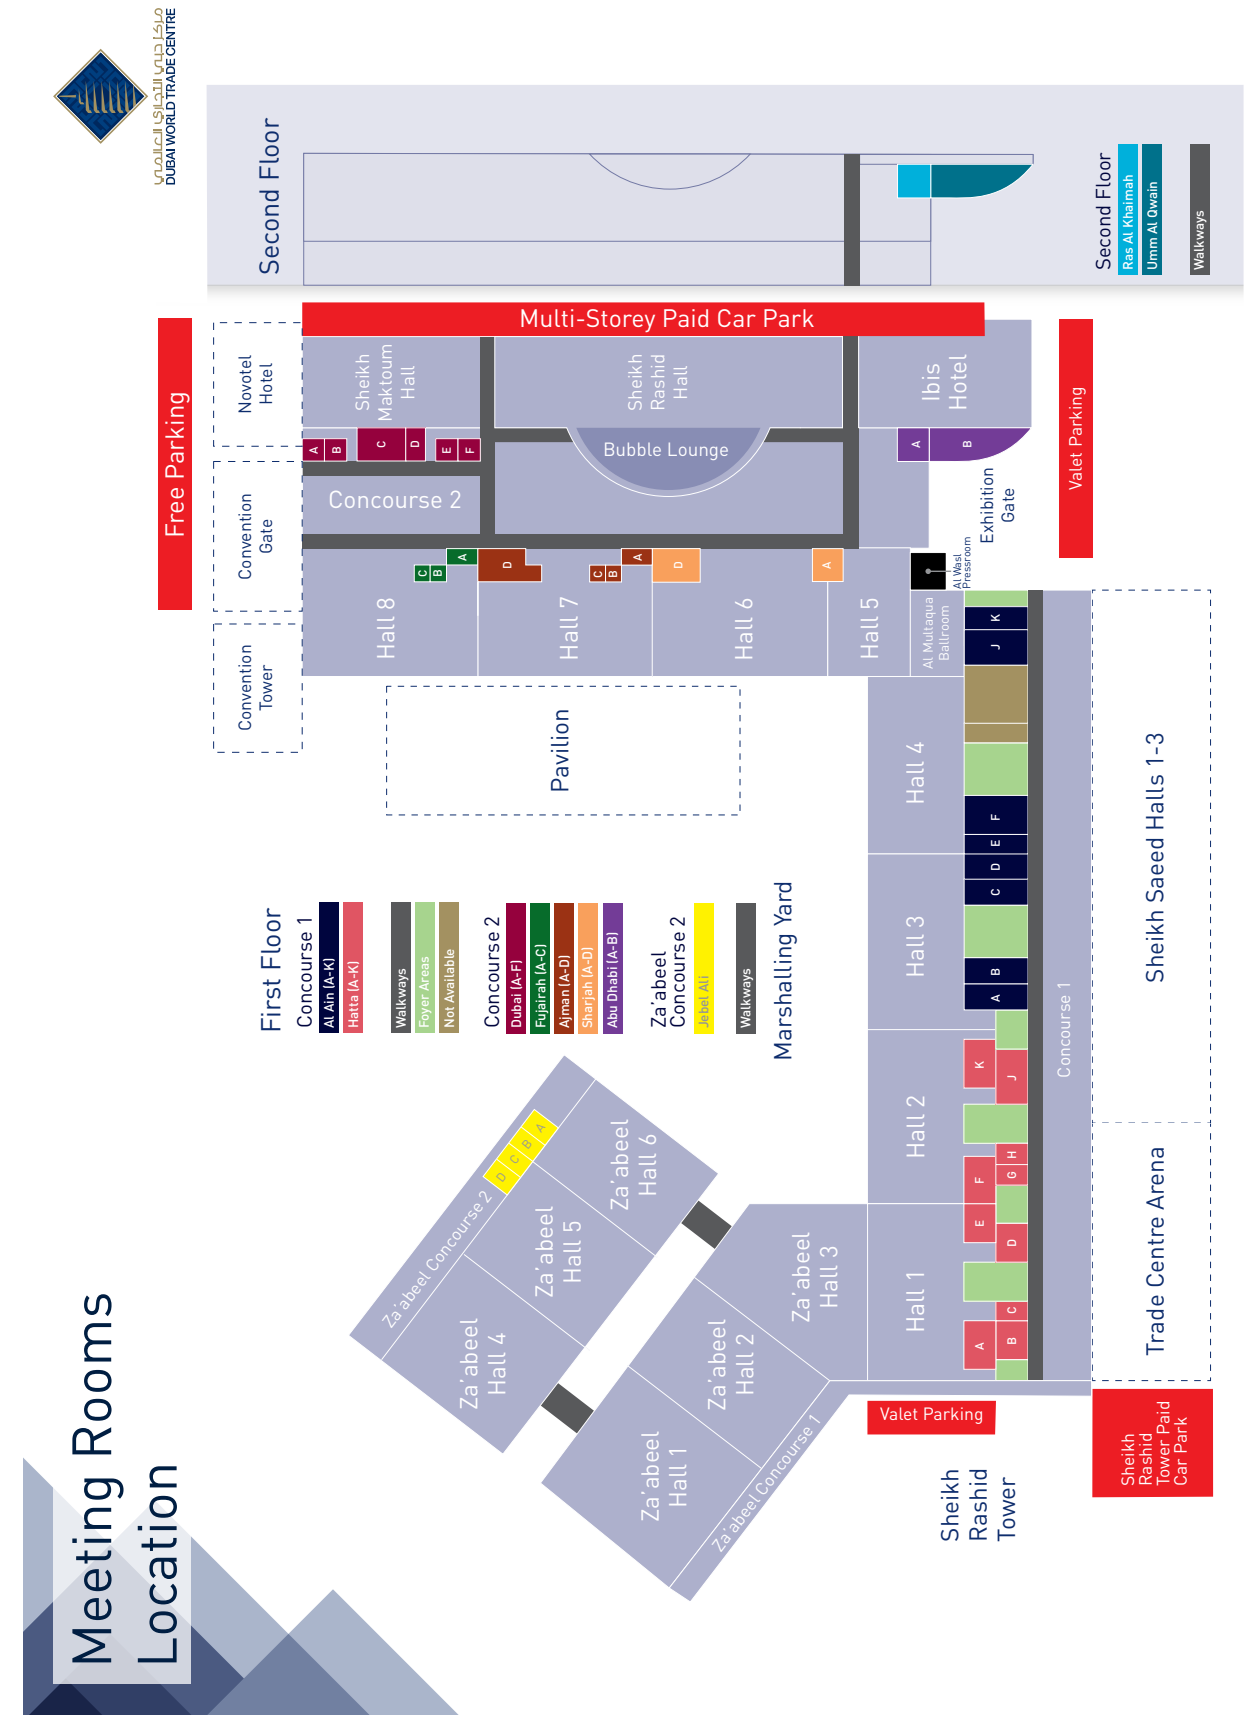 Meeting Rooms
Location
مركز دبي التجاري العالمي
DUBAI WORLD TRADE CENTRE
Second Floor
Second Floor
Ras Al Khaimah
Umm Al Qwain
Walkways
Free Parking
Novotel
Hotel
Convention
Gate
Convention
Tower
Multi-Storey Paid Car Park
Sheikh
Maktoum
Hall
Sheikh
Rashid
Hall
Ibis
Hotel
Valet Parking
A
B
C
D
E
F
Bubble Lounge
A
B
Exhibition
Gate
Concourse 2
C
B
A
D
C
B
A
D
A
Al Wasl
Pressroom
Hall 8
Hall 7
Hall 6
Hall 5
Al Multaqua
Ballroom
Pavilion
K
J
Hall 4
F
E
D
C
Hall 3
B
A
Hall 2
K
J
H
G
F
E
D
Hall 1
C
B
A
Concourse 1
Sheikh Saeed Halls 1-3
Trade Centre Arena
First Floor
Concourse 1
Al Ain (A-K)
Hatta (A-K)
Walkways
Foyer Areas
Not Available
Concourse 2
Dubai (A-F)
Fujairah (A-C)
Ajman (A-D)
Sharjah (A-D)
Abu Dhabi (A-B)
Za'abeel
Concourse 2
Jebel Ali
Walkways
Marshalling Yard
Za'abeel Concourse 2
D
C
B
A
Za'abeel
Hall 4
Za'abeel
Hall 5
Za'abeel
Hall 6
Za'abeel
Hall 1
Za'abeel
Hall 2
Za'abeel
Hall 3
Za'abeel Concourse 1
Valet Parking
Sheikh
Rashid
Tower
Sheikh
Rashid
Tower Paid
Car Park